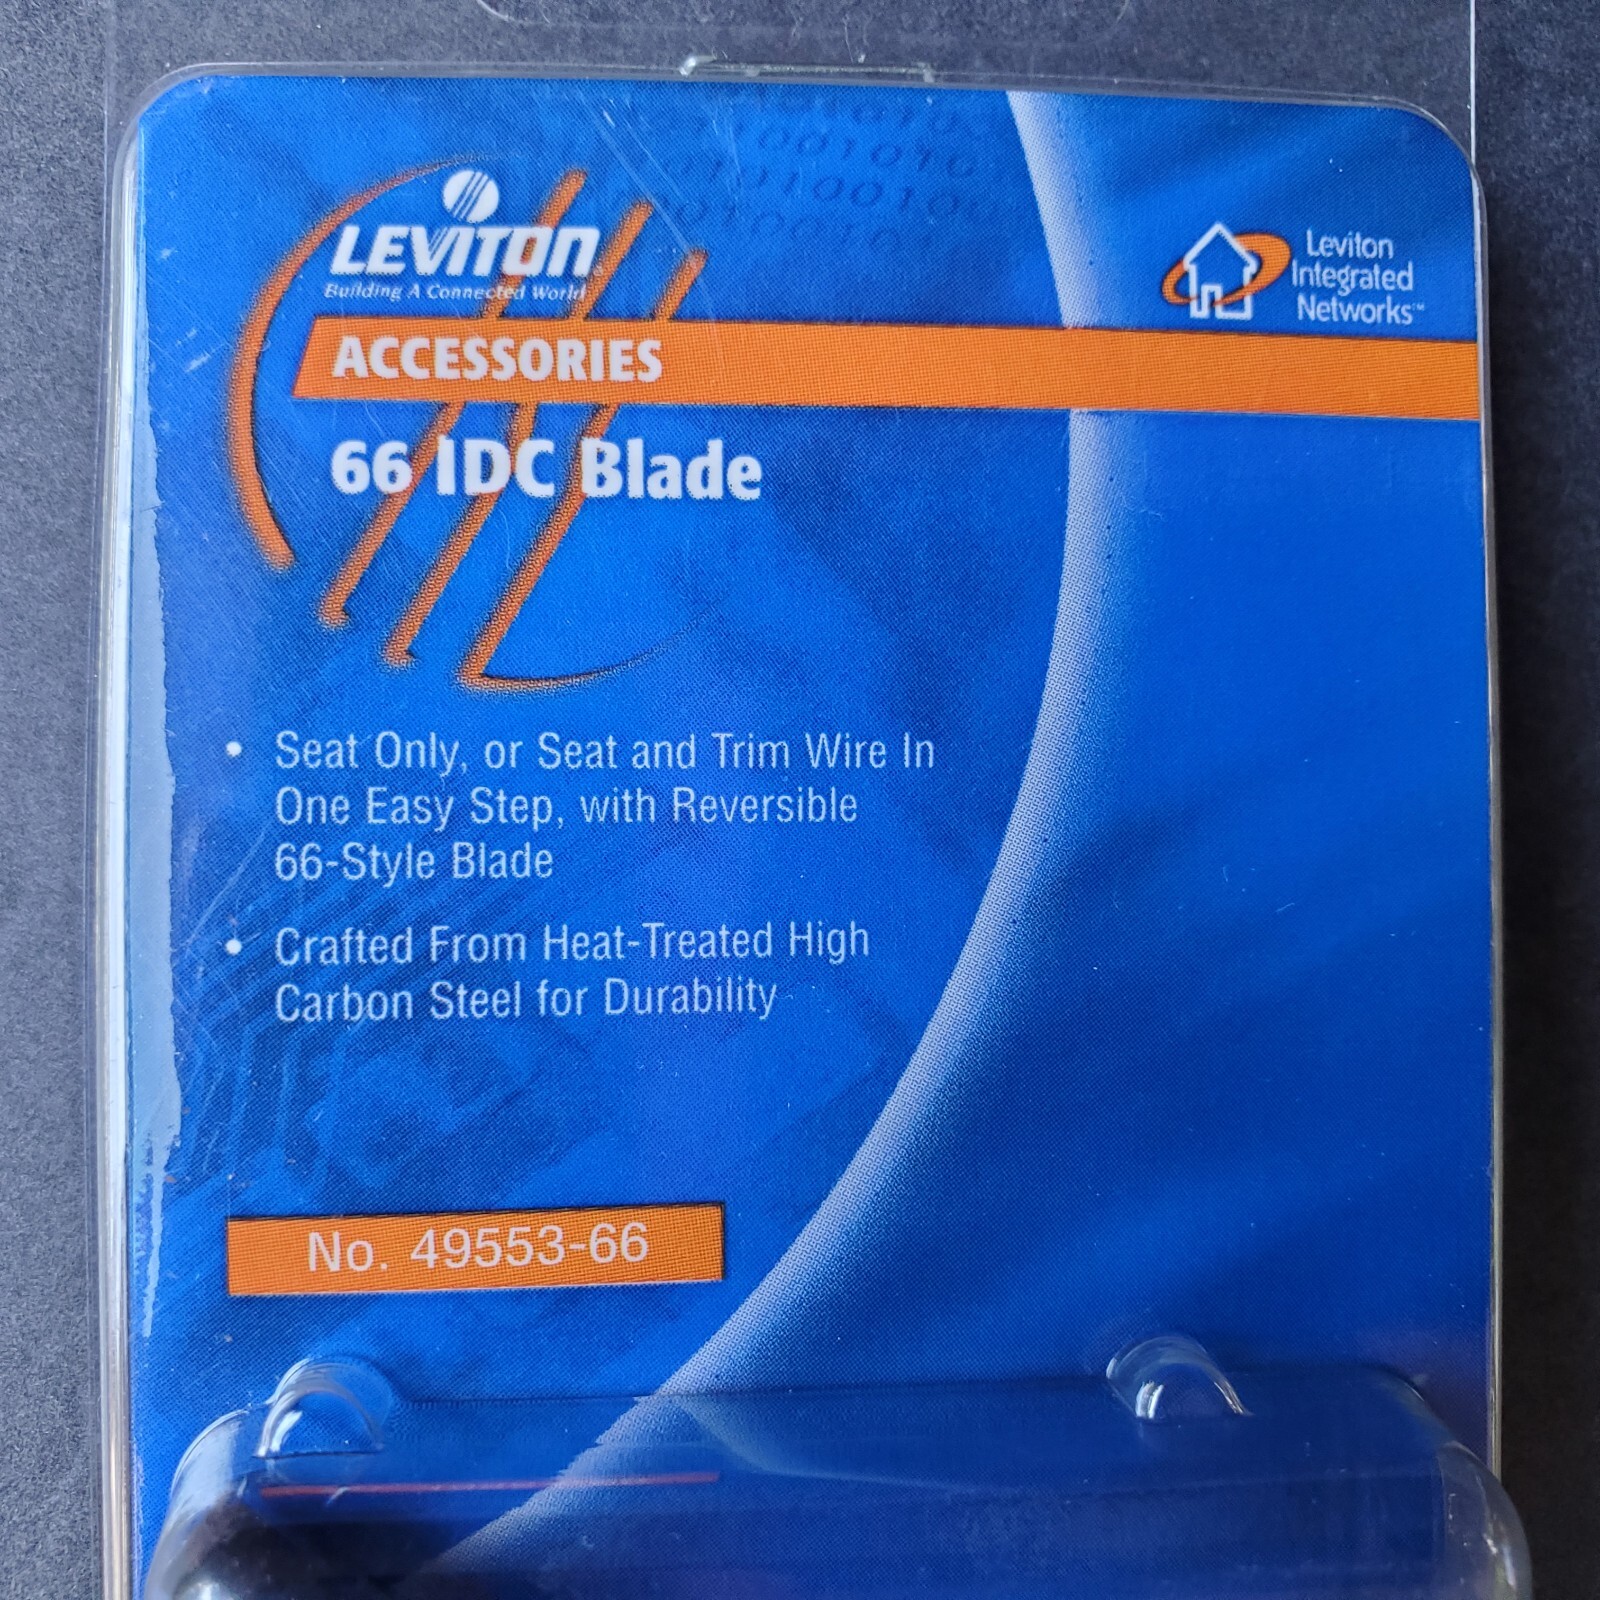 LEVITON
Building A Connected World
Leviton
Integrated
Networks™
ACCESSORIES
66 IDC Blade
• Seat Only, or Seat and Trim Wire In
One Easy Step, with Reversible
66-Style Blade
• Crafted From Heat-Treated High
Carbon Steel for Durability
No. 49553-66